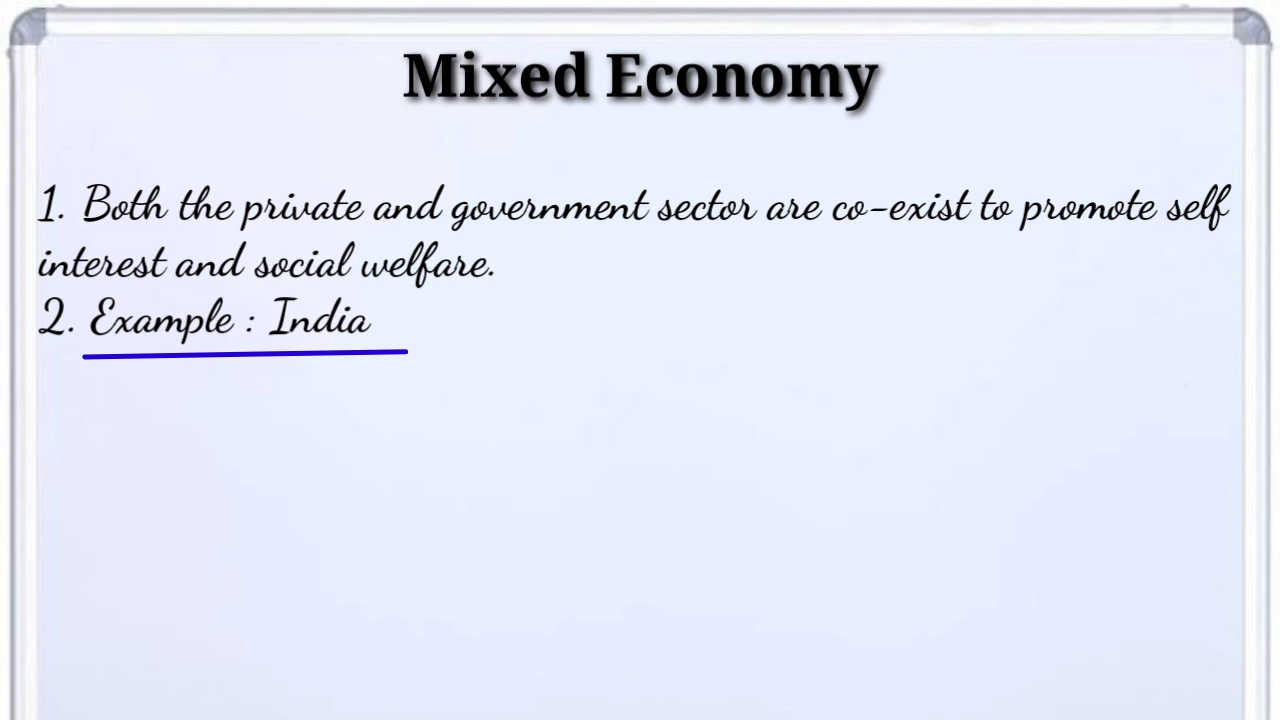 Mixed Economy
1. Both the private and government sector are co-exist to promote self
interest and social welfare.
2. Example : India